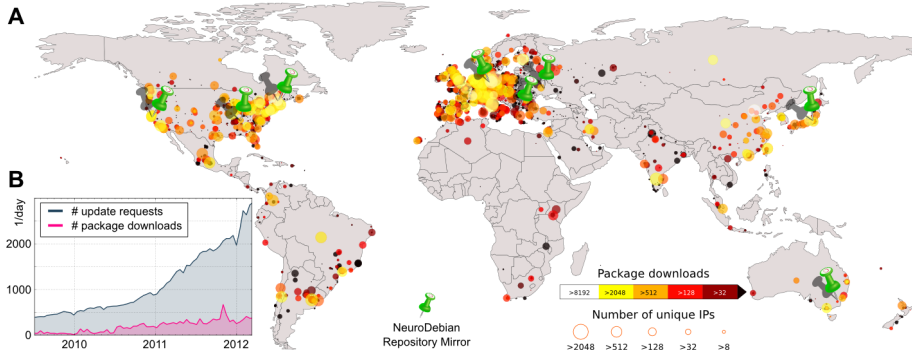 A
B
1/day
# update requests
# package downloads
2000
1000
0
2010
2011
2012
NeuroDebian
Repository Mirror
Package downloads
>8192 >2048 >512 >128 >32
Number of unique IPs
>2048 >512 >128 >32 >8